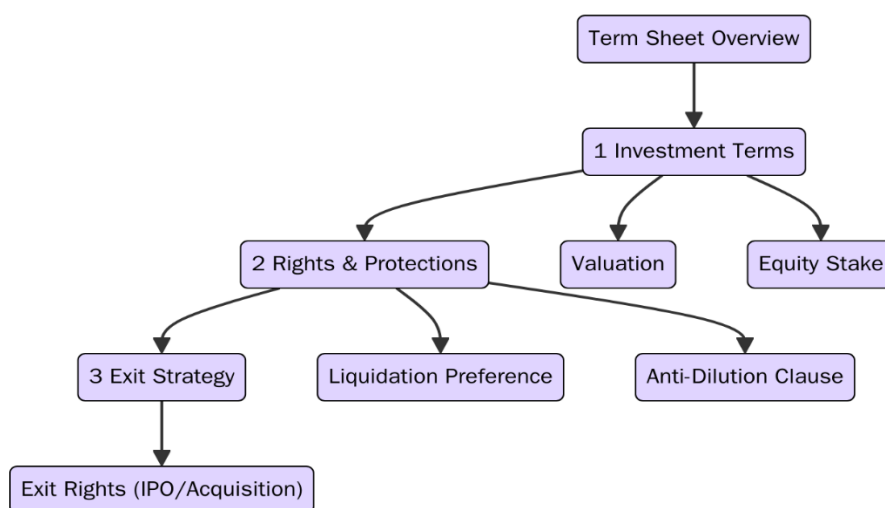 Term Sheet Overview
1 Investment Terms
2 Rights & Protections
Valuation
Equity Stake
3 Exit Strategy
Liquidation Preference
Anti-Dilution Clause
Exit Rights (IPO/Acquisition)